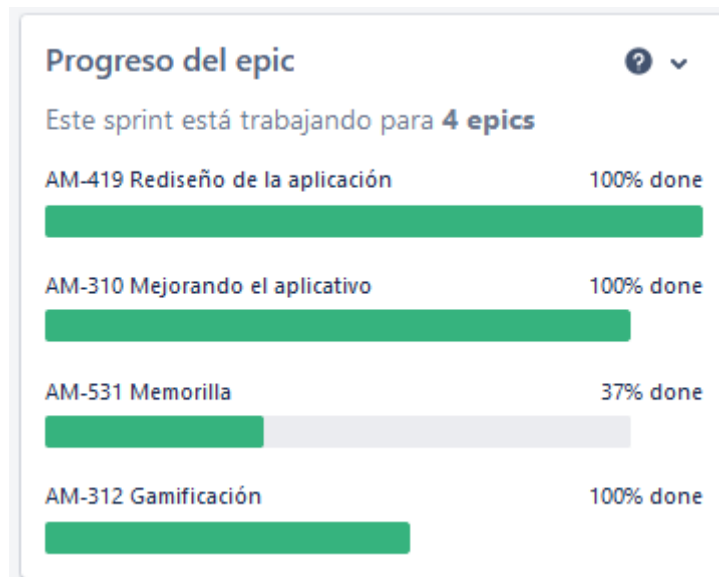 Progreso del epic
Este sprint está trabajando para 4 epics
AM-419 Rediseño de la aplicación 100% done
AM-310 Mejorando el aplicativo 100% done
AM-531 Memorilla 37% done
AM-312 Gamificación 100% done